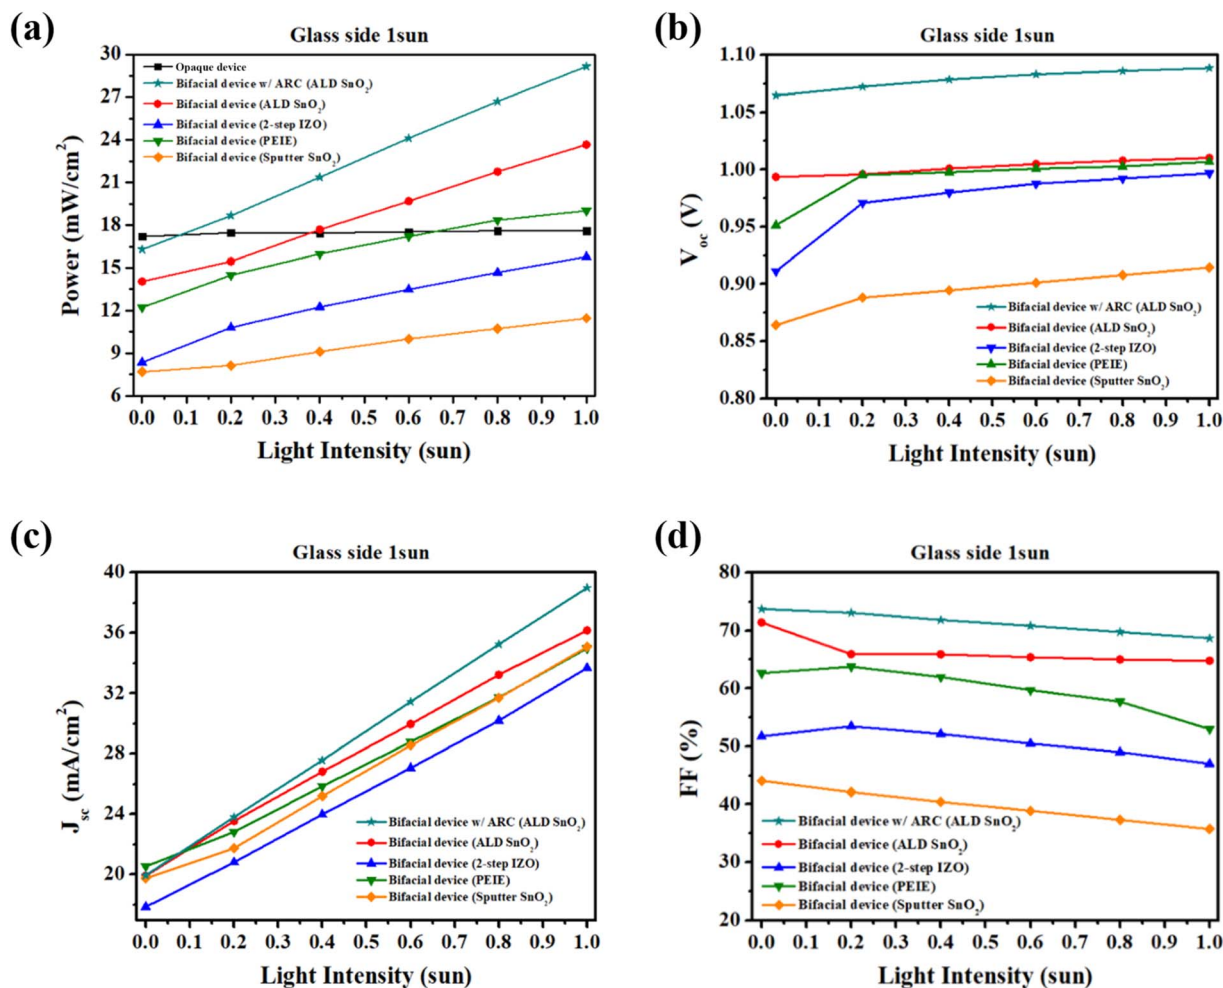 (a)
Glass side 1sun
Opaque device
Bifacial device w/ ARC (ALD SnO₂)
Bifacial device (ALD SnO₂)
Bifacial device (2-step IZO)
Bifacial device (PEIE)
Bifacial device (Sputter SnO₂)
Power (mW/cm²)
30
27
24
21
18
15
12
9
6
0.0 0.1 0.2 0.3 0.4 0.5 0.6 0.7 0.8 0.9 1.0
Light Intensity (sun)
(b)
Glass side 1sun
V_oc (V)
1.10
1.05
1.00
0.95
0.90
0.85
0.80
Bifacial device w/ ARC (ALD SnO₂)
Bifacial device (ALD SnO₂)
Bifacial device (2-step IZO)
Bifacial device (PEIE)
Bifacial device (Sputter SnO₂)
0.0 0.1 0.2 0.3 0.4 0.5 0.6 0.7 0.8 0.9 1.0
Light Intensity (sun)
(c)
Glass side 1sun
J_sc (mA/cm²)
40
36
32
28
24
20
Bifacial device w/ ARC (ALD SnO₂)
Bifacial device (ALD SnO₂)
Bifacial device (2-step IZO)
Bifacial device (PEIE)
Bifacial device (Sputter SnO₂)
0.0 0.1 0.2 0.3 0.4 0.5 0.6 0.7 0.8 0.9 1.0
Light Intensity (sun)
(d)
Glass side 1sun
FF (%)
80
70
60
50
40
30
20
Bifacial device w/ ARC (ALD SnO₂)
Bifacial device (ALD SnO₂)
Bifacial device (2-step IZO)
Bifacial device (PEIE)
Bifacial device (Sputter SnO₂)
0.0 0.1 0.2 0.3 0.4 0.5 0.6 0.7 0.8 0.9 1.0
Light Intensity (sun)